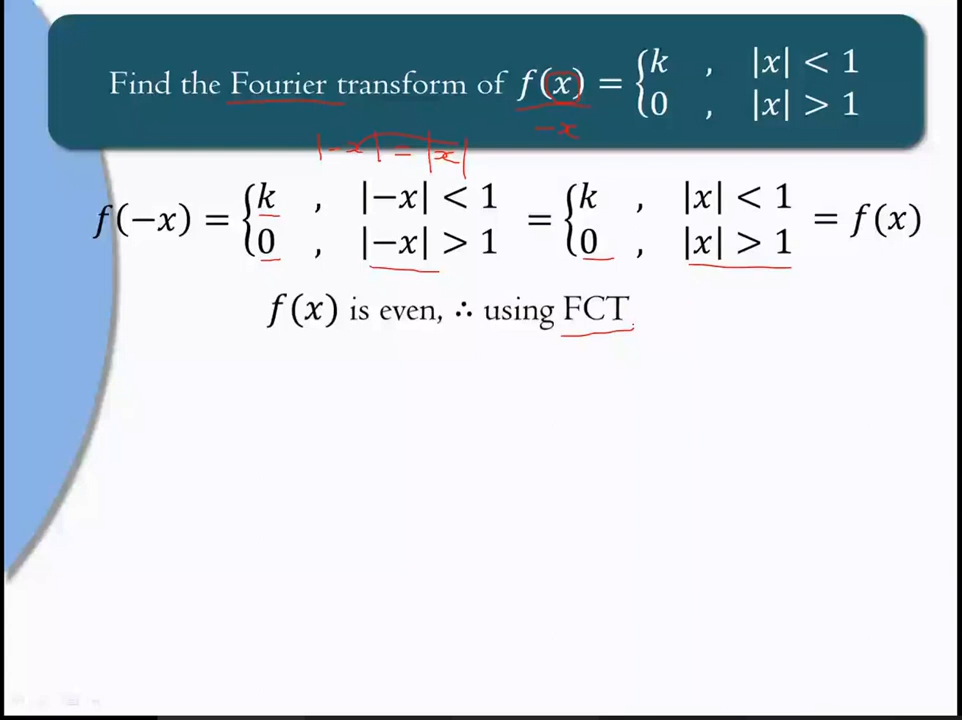 Find the Fourier transform of f(x) = {k , |x| < 1
0 , |x| > 1
−x
|−x| = |x|
f(−x) = {k , |−x| < 1 = {k , |x| < 1 = f(x)
0 , |−x| > 1 0 , |x| > 1
f(x) is even, ∴ using FCT